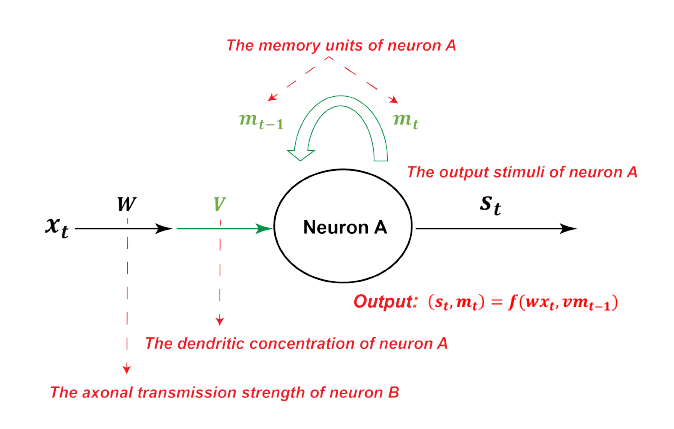 The memory units of neuron A
m_{t-1} m_t
The output stimuli of neuron A
W V s_t
x_t Neuron A
Output: (s_t, m_t) = f(wx_t, vm_{t-1})
The dendritic concentration of neuron A
The axonal transmission strength of neuron B